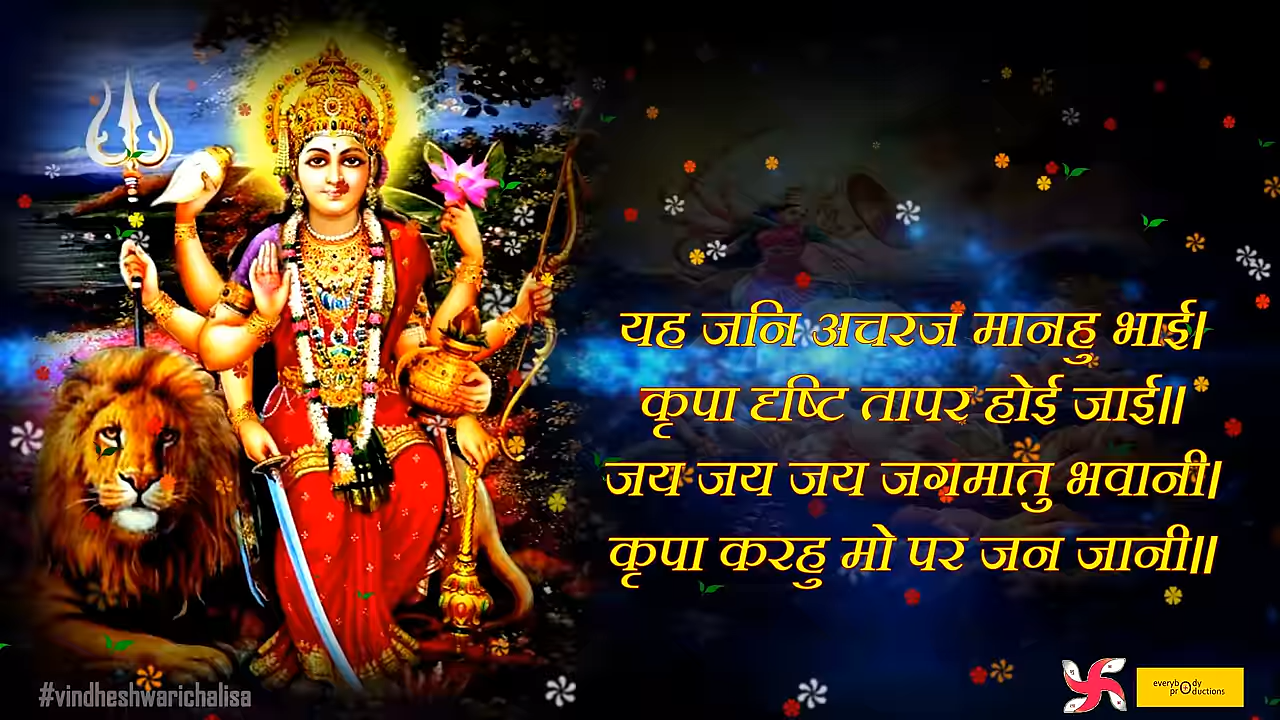 यह जनि अचरज मानहु भाई।
कृपा दृष्टि तापर होई जाई॥
जय जय जय जगमातु भवानी।
कृपा करहु मो पर जन जानी॥
#vindheshwarichalisa
everybody
productions